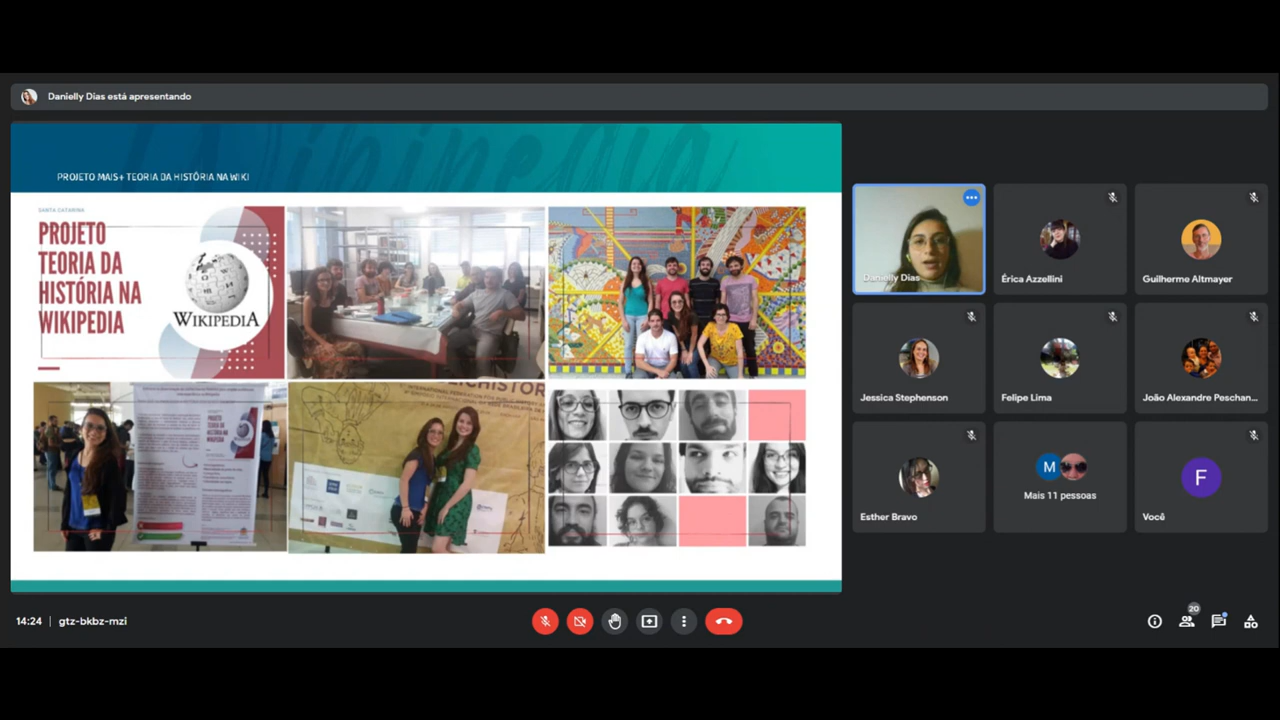 Danielly Dias está apresentando
Wikipedia
PROJETO MAIS+ TEORIA DA HISTÓRIA NA WIKI
SANTA CATARINA
PROJETO
TEORIA DA
HISTÓRIA NA
WIKIPEDIA
WIKIPEDIA
Danielly Dias
Érica Azzellini
Guilherme Altmayer
Jessica Stephenson
Felipe Lima
João Alexandre Peschan...
Esther Bravo
M
Mais 11 pessoas
F
Você
14:24 | gtz-bkbz-mzi
20